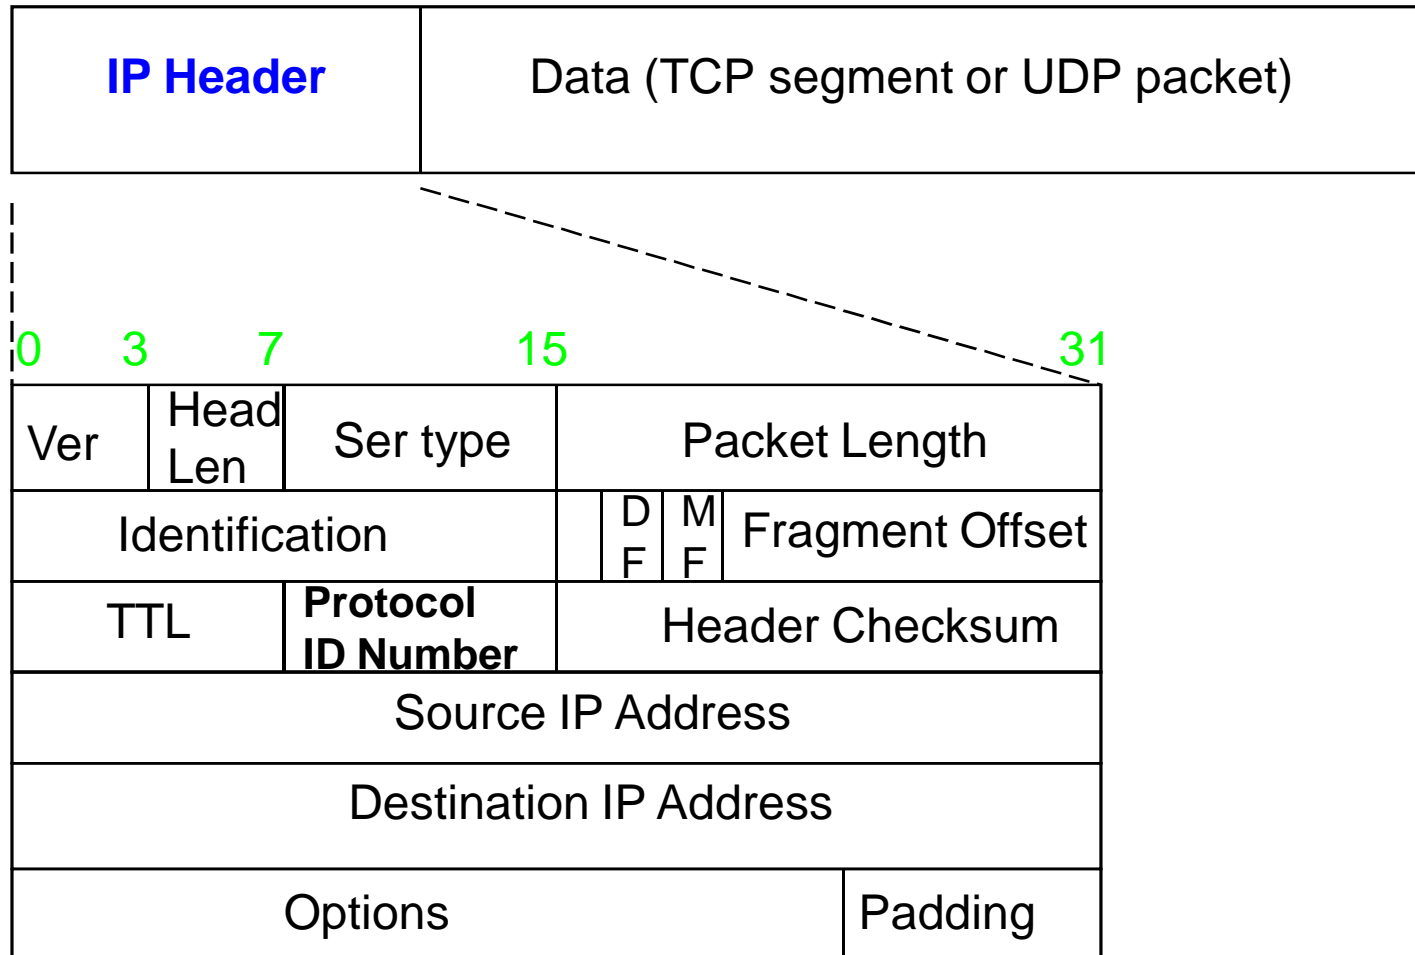 IP Header
Data (TCP segment or UDP packet)
0 3 7 15 31
Ver
Head
Len
Ser type
Packet Length
Identification
D
F
M
F
Fragment Offset
TTL
Protocol
ID Number
Header Checksum
Source IP Address
Destination IP Address
Options
Padding